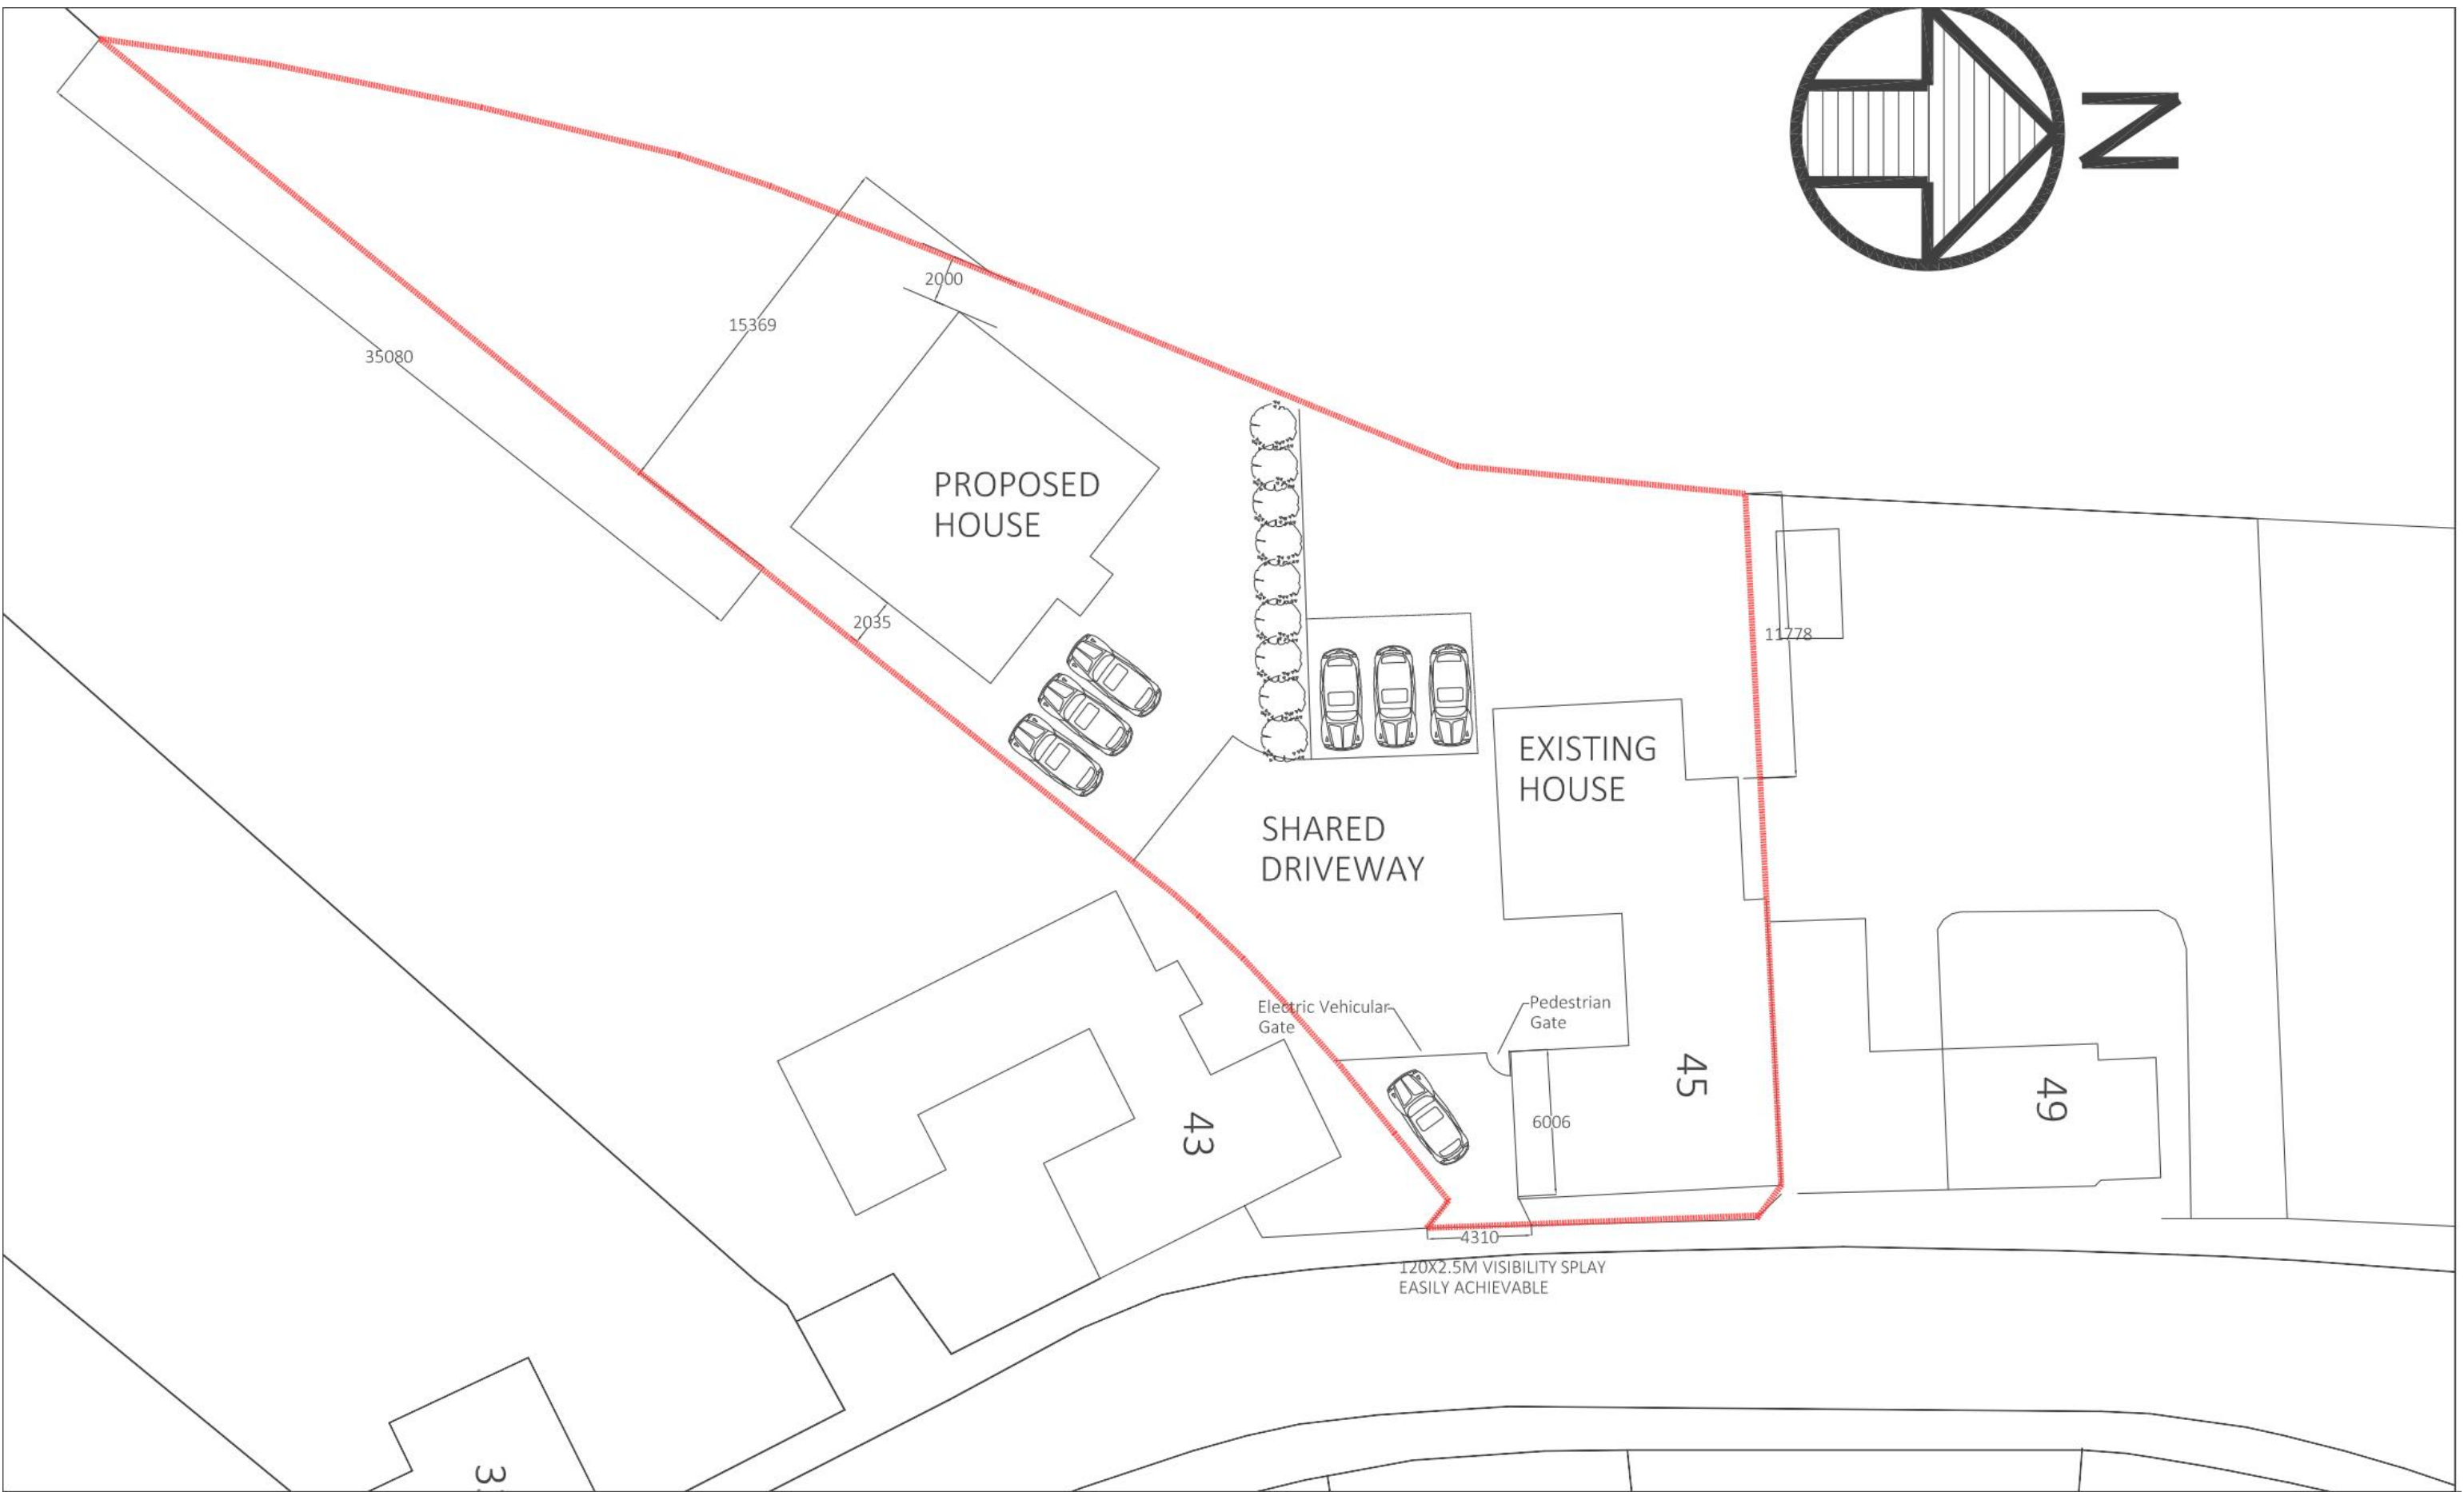 N
2000
15369
35080
PROPOSED
HOUSE
2035
11778
EXISTING
HOUSE
SHARED
DRIVEWAY
Electric Vehicular
Gate
Pedestrian
Gate
45
49
43
6006
4310
120X2.5M VISIBILITY SPLAY
EASILY ACHIEVABLE